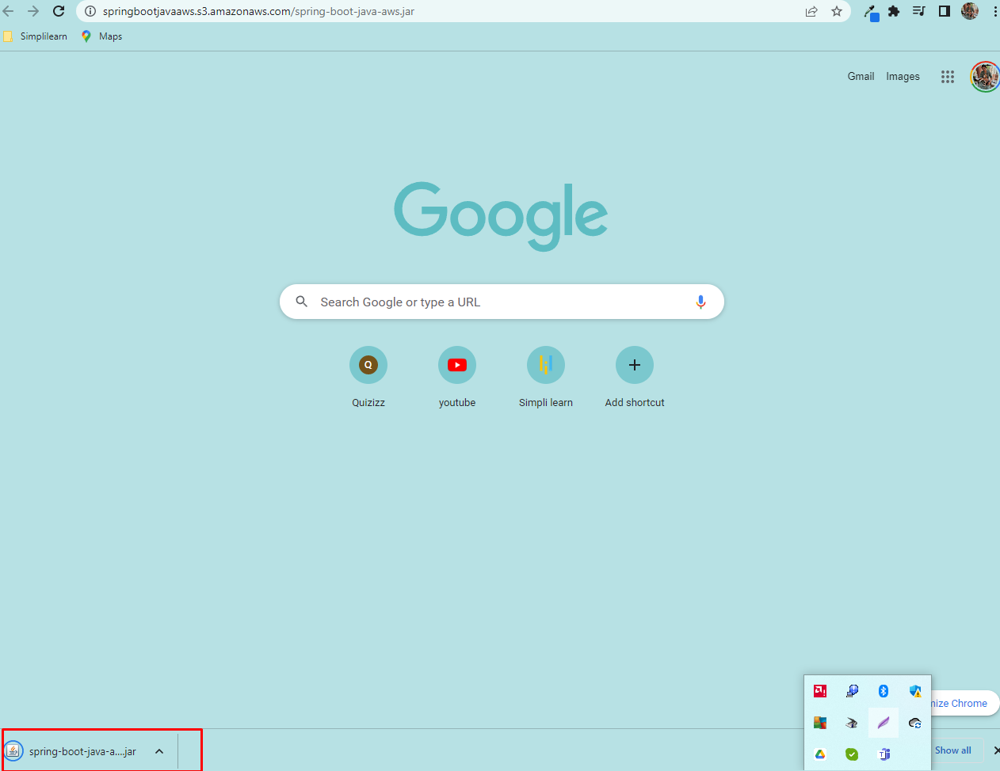 springbootjavaaws.s3.amazonaws.com/spring-boot-java-aws.jar
Simplilearn Maps
Gmail Images
Google
Search Google or type a URL
Q
Quizizz youtube Simpli learn Add shortcut
nize Chrome
spring-boot-java-a....jar
Show all